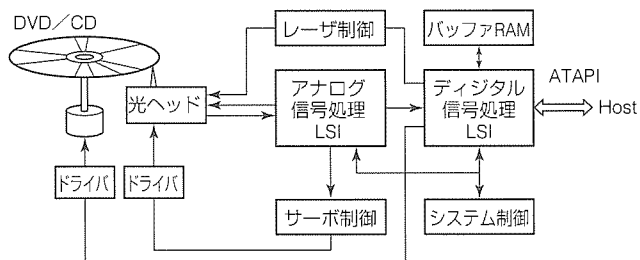 DVD／CD
レーザ制御
バッファRAM
光ヘッド
アナログ
信号処理
LSI
ディジタル
信号処理
LSI
ATAPI
Host
ドライバ
ドライバ
サーボ制御
システム制御